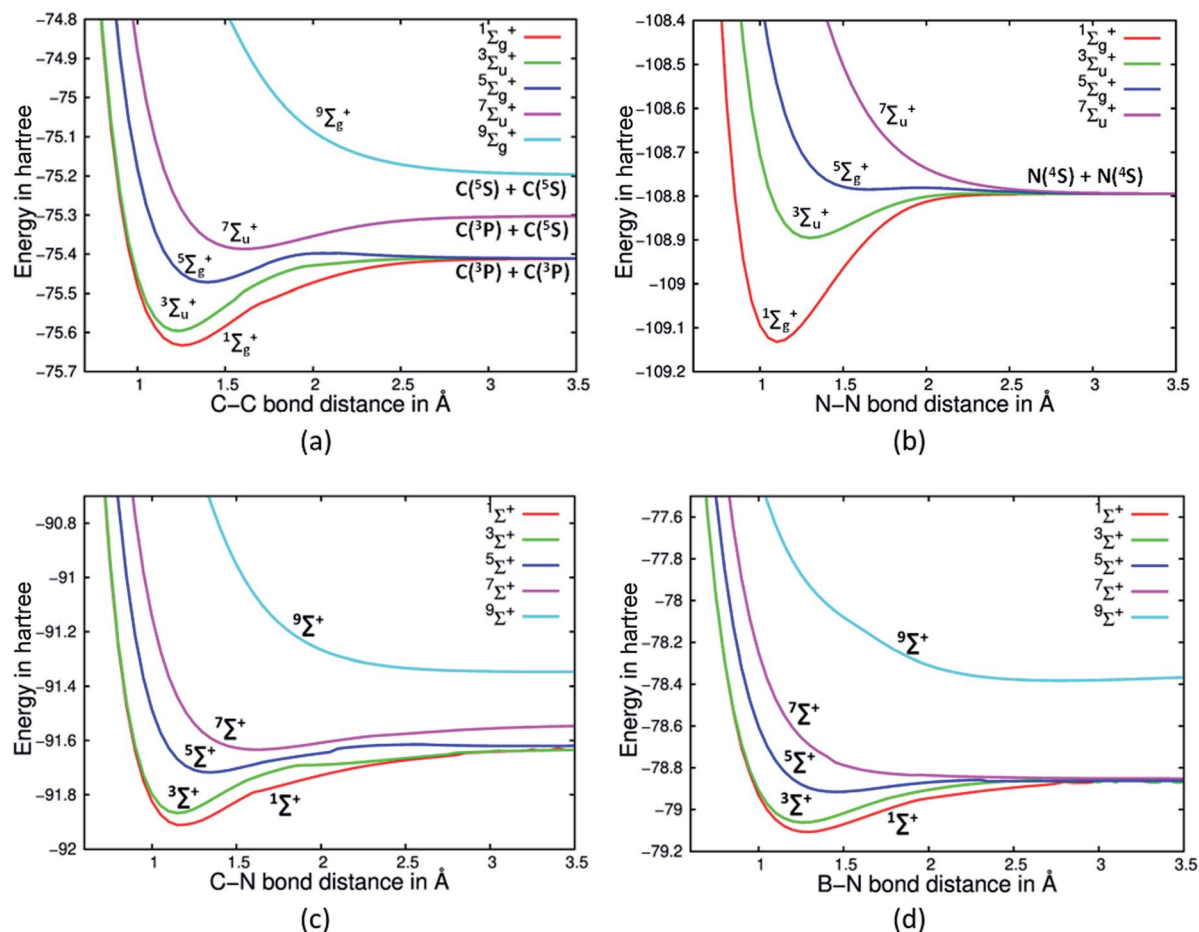 −74.8
−74.9
−75
−75.1
−75.2
−75.3
−75.4
−75.5
−75.6
−75.7
Energy in hartree
1 1.5 2 2.5 3 3.5
C−C bond distance in Å
¹Σg⁺
³Σu⁺
⁵Σg⁺
⁷Σu⁺
⁹Σg⁺
⁹Σg⁺
C(⁵S) + C(⁵S)
⁷Σu⁺
C(³P) + C(⁵S)
⁵Σg⁺
C(³P) + C(³P)
³Σu⁺
¹Σg⁺
(a)
−108.4
−108.5
−108.6
−108.7
−108.8
−108.9
−109
−109.1
−109.2
Energy in hartree
1 1.5 2 2.5 3 3.5
N−N bond distance in Å
¹Σg⁺
³Σu⁺
⁵Σg⁺
⁷Σu⁺
⁷Σu⁺
⁵Σg⁺
N(⁴S) + N(⁴S)
³Σu⁺
¹Σg⁺
(b)
−90.8
−91
−91.2
−91.4
−91.6
−91.8
−92
Energy in hartree
1 1.5 2 2.5 3 3.5
C−N bond distance in Å
¹Σ⁺
³Σ⁺
⁵Σ⁺
⁷Σ⁺
⁹Σ⁺
⁹Σ⁺
⁷Σ⁺
⁵Σ⁺
³Σ⁺
¹Σ⁺
(c)
−77.6
−77.8
−78
−78.2
−78.4
−78.6
−78.8
−79
−79.2
Energy in hartree
1 1.5 2 2.5 3 3.5
B−N bond distance in Å
¹Σ⁺
³Σ⁺
⁵Σ⁺
⁷Σ⁺
⁹Σ⁺
⁹Σ⁺
⁷Σ⁺
⁵Σ⁺
³Σ⁺
¹Σ⁺
(d)